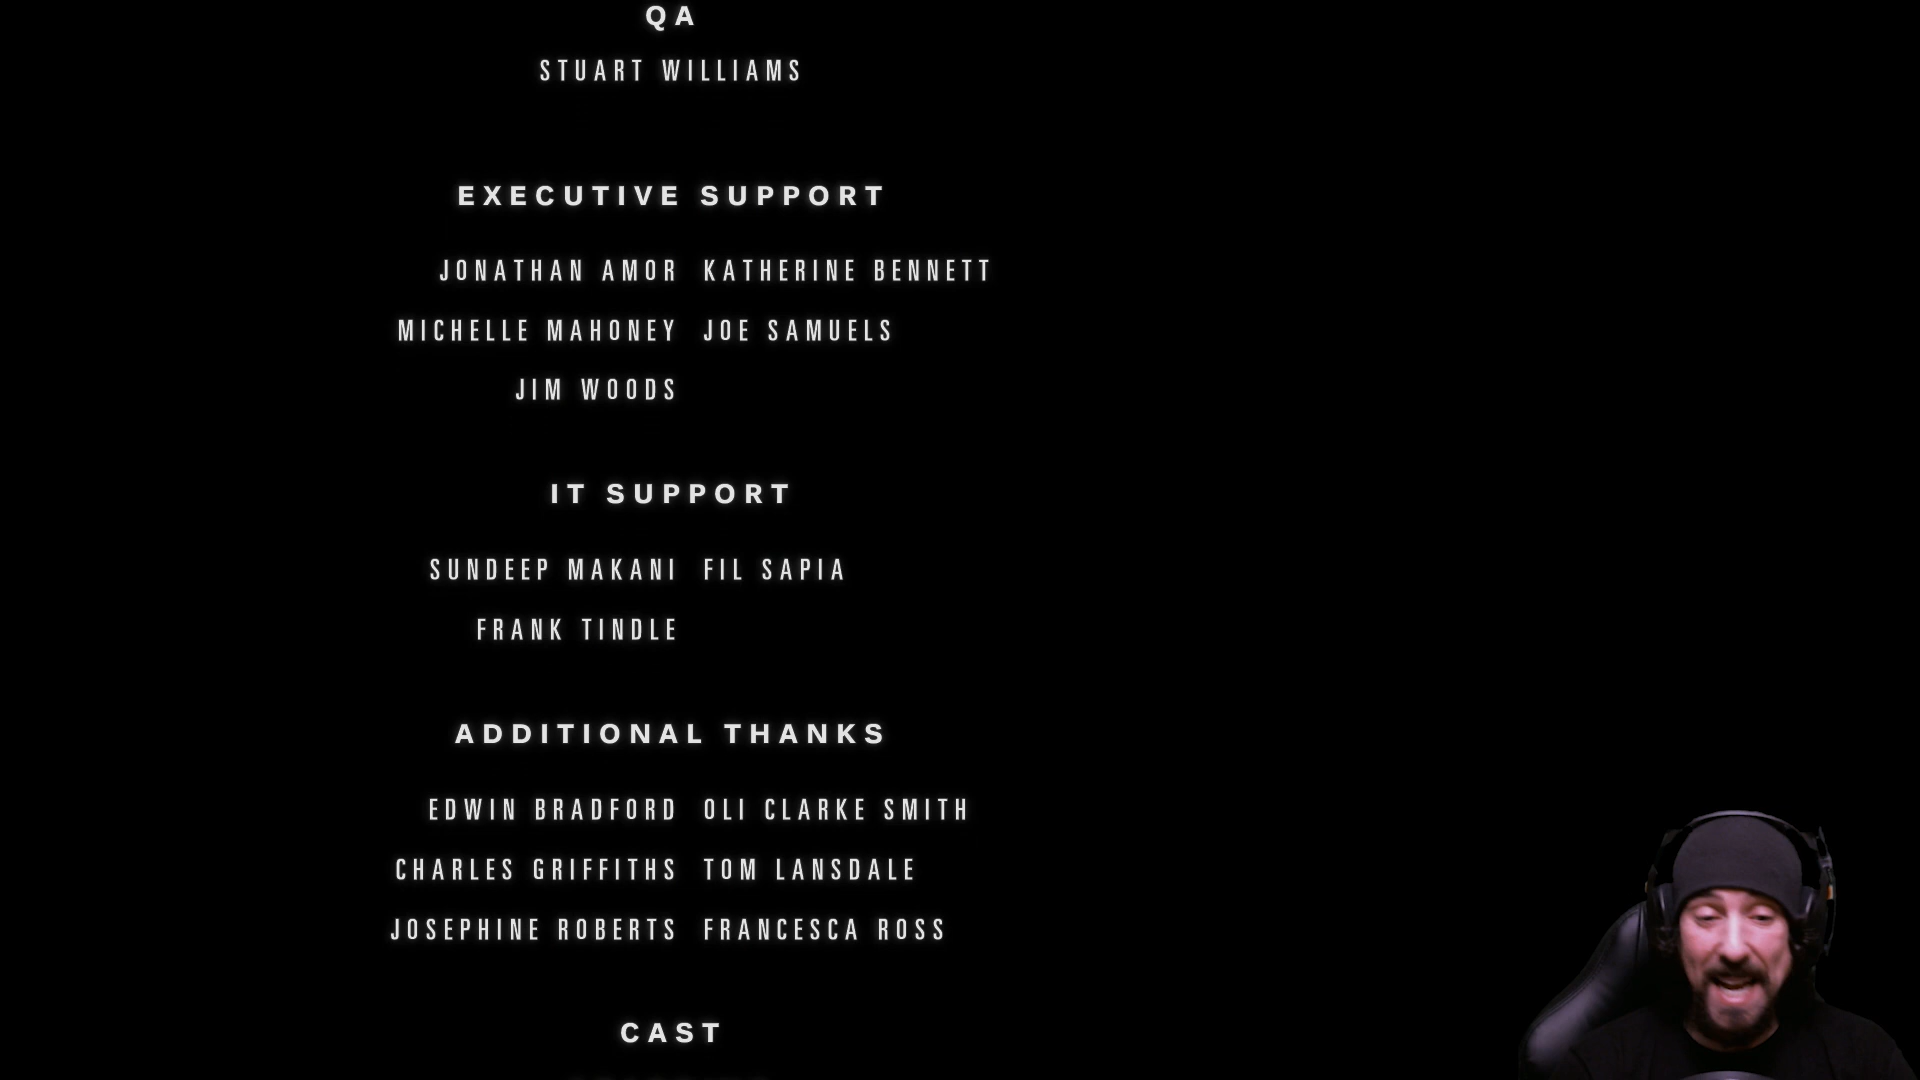 QA
STUART WILLIAMS
EXECUTIVE SUPPORT
JONATHAN AMOR KATHERINE BENNETT
MICHELLE MAHONEY JOE SAMUELS
JIM WOODS
IT SUPPORT
SUNDEEP MAKANI FIL SAPIA
FRANK TINDLE
ADDITIONAL THANKS
EDWIN BRADFORD OLI CLARKE SMITH
CHARLES GRIFFITHS TOM LANSDALE
JOSEPHINE ROBERTS FRANCESCA ROSS
CAST